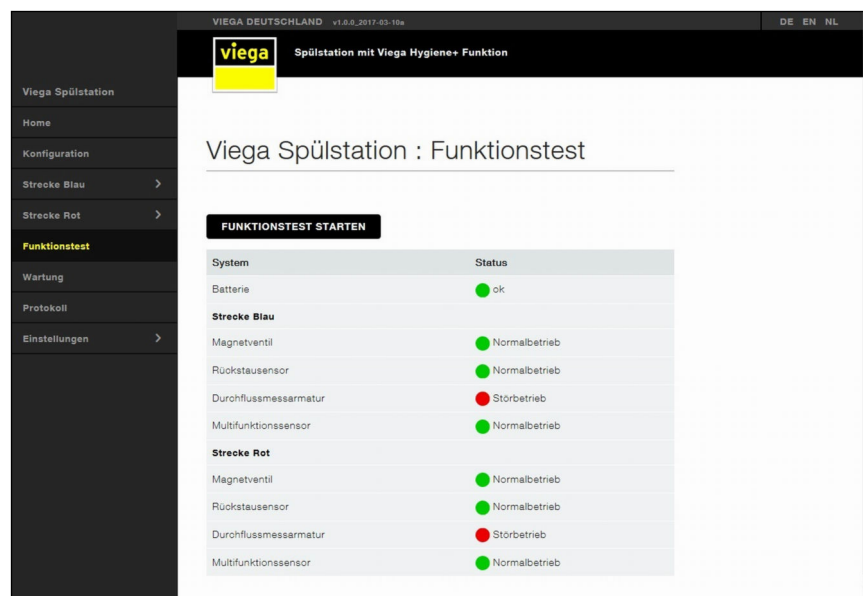 VIEGA DEUTSCHLAND v1.0.0_2017-03-10a
DE EN NL
viega
Spülstation mit Viega Hygiene+ Funktion
Viega Spülstation
Home
Konfiguration
Strecke Blau
Strecke Rot
Funktionstest
Wartung
Protokoll
Einstellungen
Viega Spülstation : Funktionstest
FUNKTIONSTEST STARTEN
System Status
Batterie ok
Strecke Blau
Magnetventil Normalbetrieb
Rückstausensor Normalbetrieb
Durchflussmessarmatur Störbetrieb
Multifunktionssensor Normalbetrieb
Strecke Rot
Magnetventil Normalbetrieb
Rückstausensor Normalbetrieb
Durchflussmessarmatur Störbetrieb
Multifunktionssensor Normalbetrieb